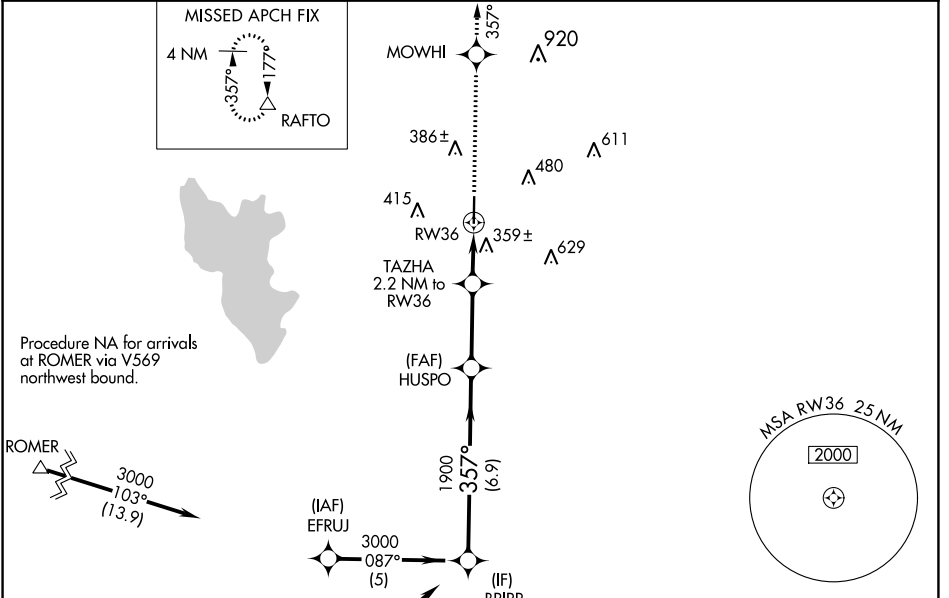 MISSED APCH FIX
4 NM
357°
177°
RAFTO
357°
MOWHI
920
386±
611
480
415
RW36
359±
629
TAZHA
2.2 NM to
RW36
Procedure NA for arrivals
at ROMER via V569
northwest bound.
(FAF)
HUSPO
MSA RW36 25 NM
2000
ROMER
3000
103°
(13.9)
1900
357°
(6.9)
(IAF)
EFRUJ
3000
087°
(5)
(IF)